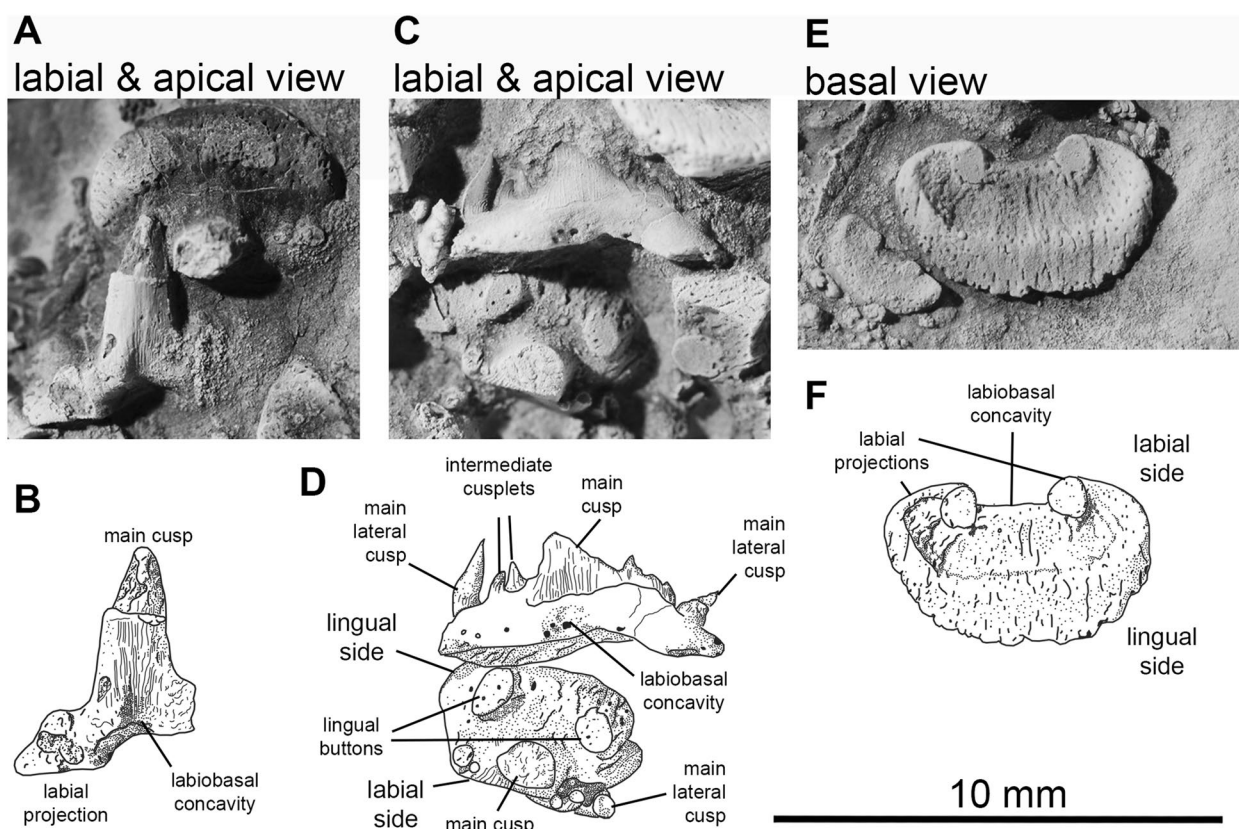 A
labial & apical view
C
labial & apical view
E
basal view
B
main cusp
labial
projection
labiobasal
concavity
D
main
lateral
cusp
intermediate
cusplets
main
cusp
main
lateral
cusp
lingual
side
labiobasal
concavity
lingual
buttons
labial
side
main cusp
main
lateral
cusp
F
labiobasal
concavity
labial
projections
labial
side
lingual
side
10 mm